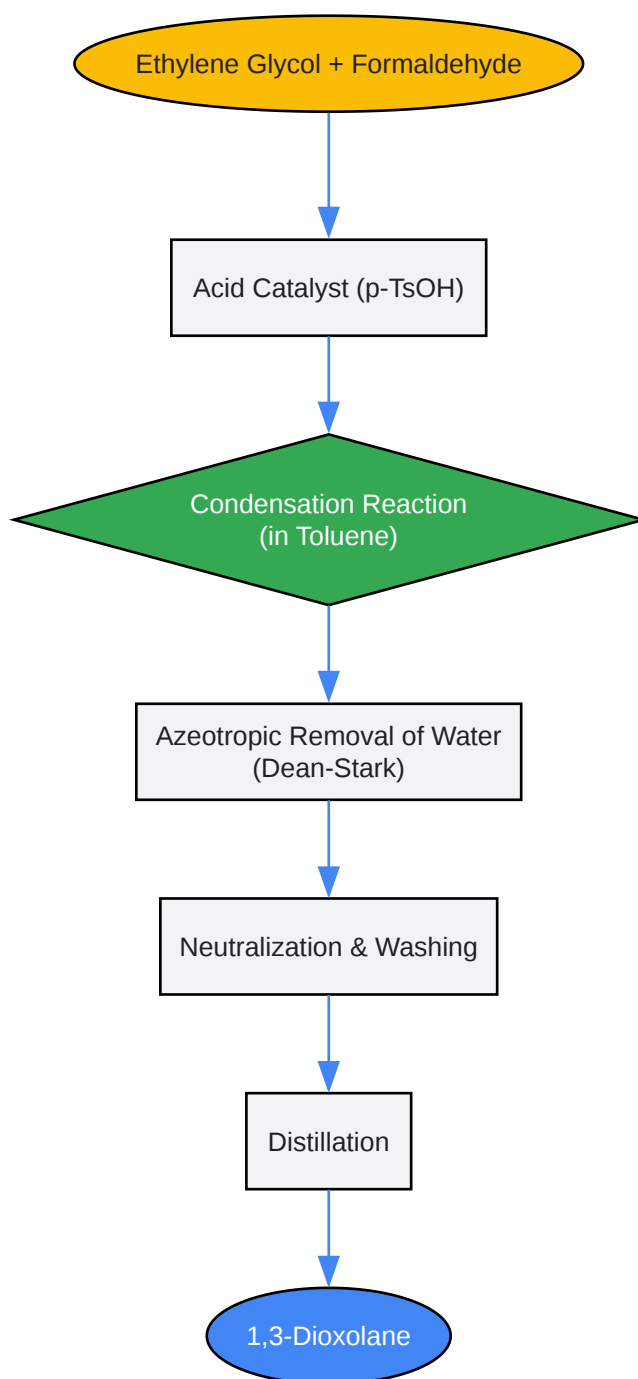 Ethylene Glycol + Formaldehyde
Acid Catalyst (p-TsOH)
Condensation Reaction
(in Toluene)
Azeotropic Removal of Water
(Dean-Stark)
Neutralization & Washing
Distillation
1,3-Dioxolane